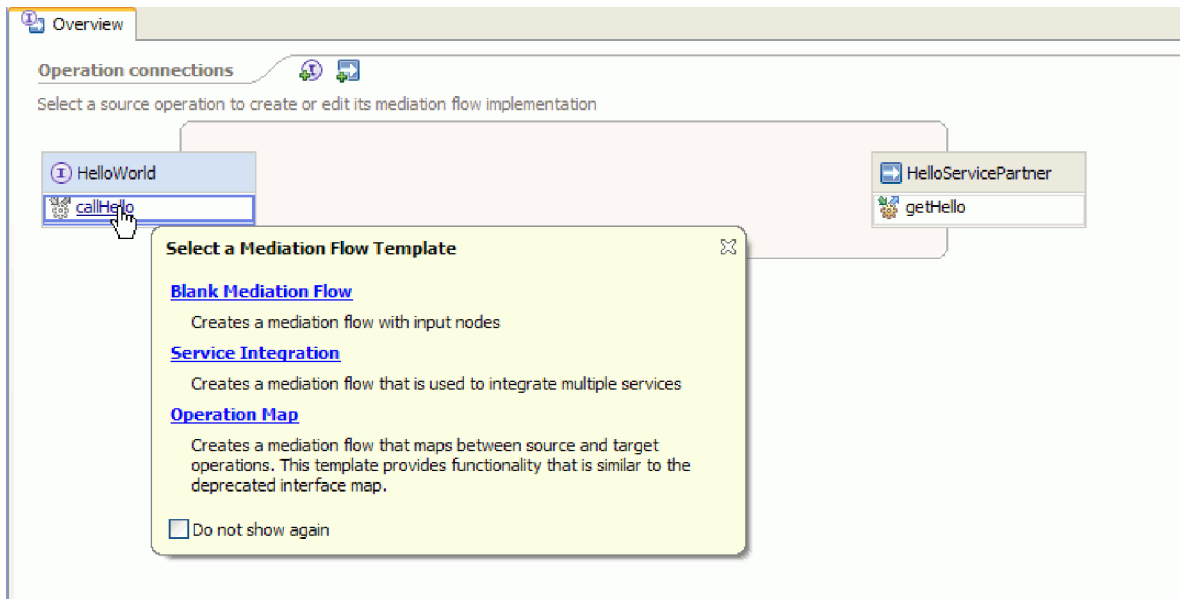 Overview
Operation connections
Select a source operation to create or edit its mediation flow implementation
HelloWorld
callHello
HelloServicePartner
getHello
Select a Mediation Flow Template
Blank Mediation Flow
Creates a mediation flow with input nodes
Service Integration
Creates a mediation flow that is used to integrate multiple services
Operation Map
Creates a mediation flow that maps between source and target
operations. This template provides functionality that is similar to the
deprecated interface map.
Do not show again